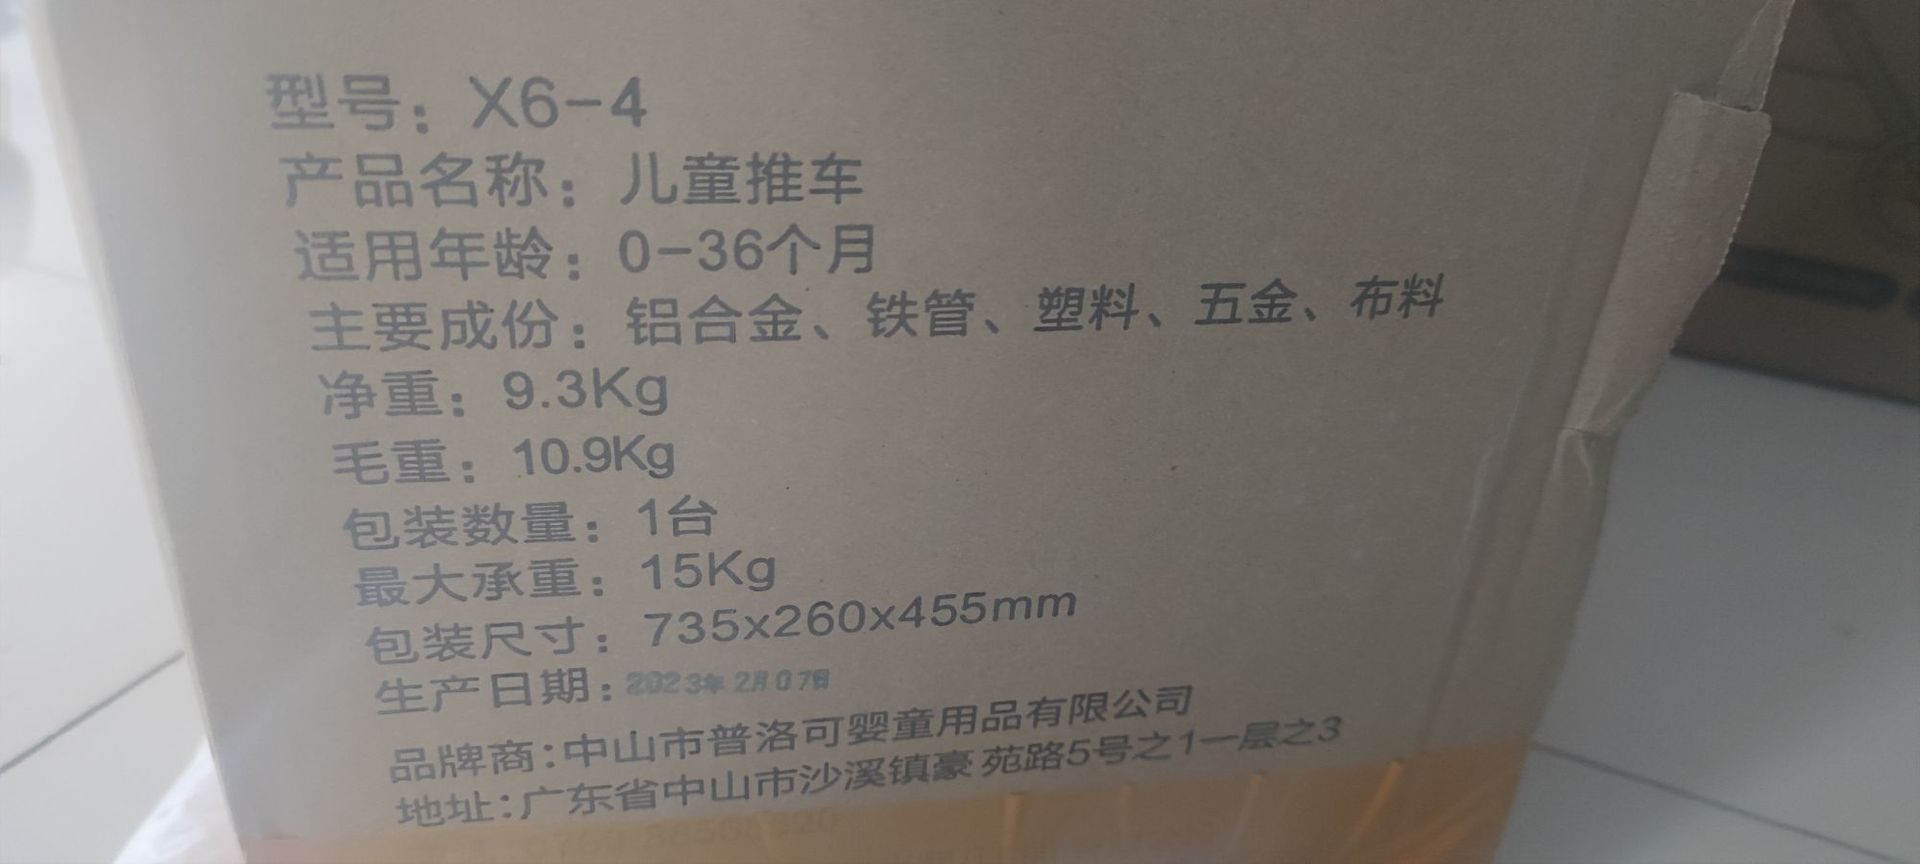 型号：X6-4
产品名称：儿童推车
适用年龄：0-36个月
主要成份：铝合金、铁管、塑料、五金、布料
净重：9.3Kg
毛重：10.9Kg
包装数量：1台
最大承重：15Kg
包装尺寸：735x260x455mm
生产日期：2023年2月07日
品牌商：中山市普洛可婴童用品有限公司
地址：广东省中山市沙溪镇豪苑路5号之1一层之3